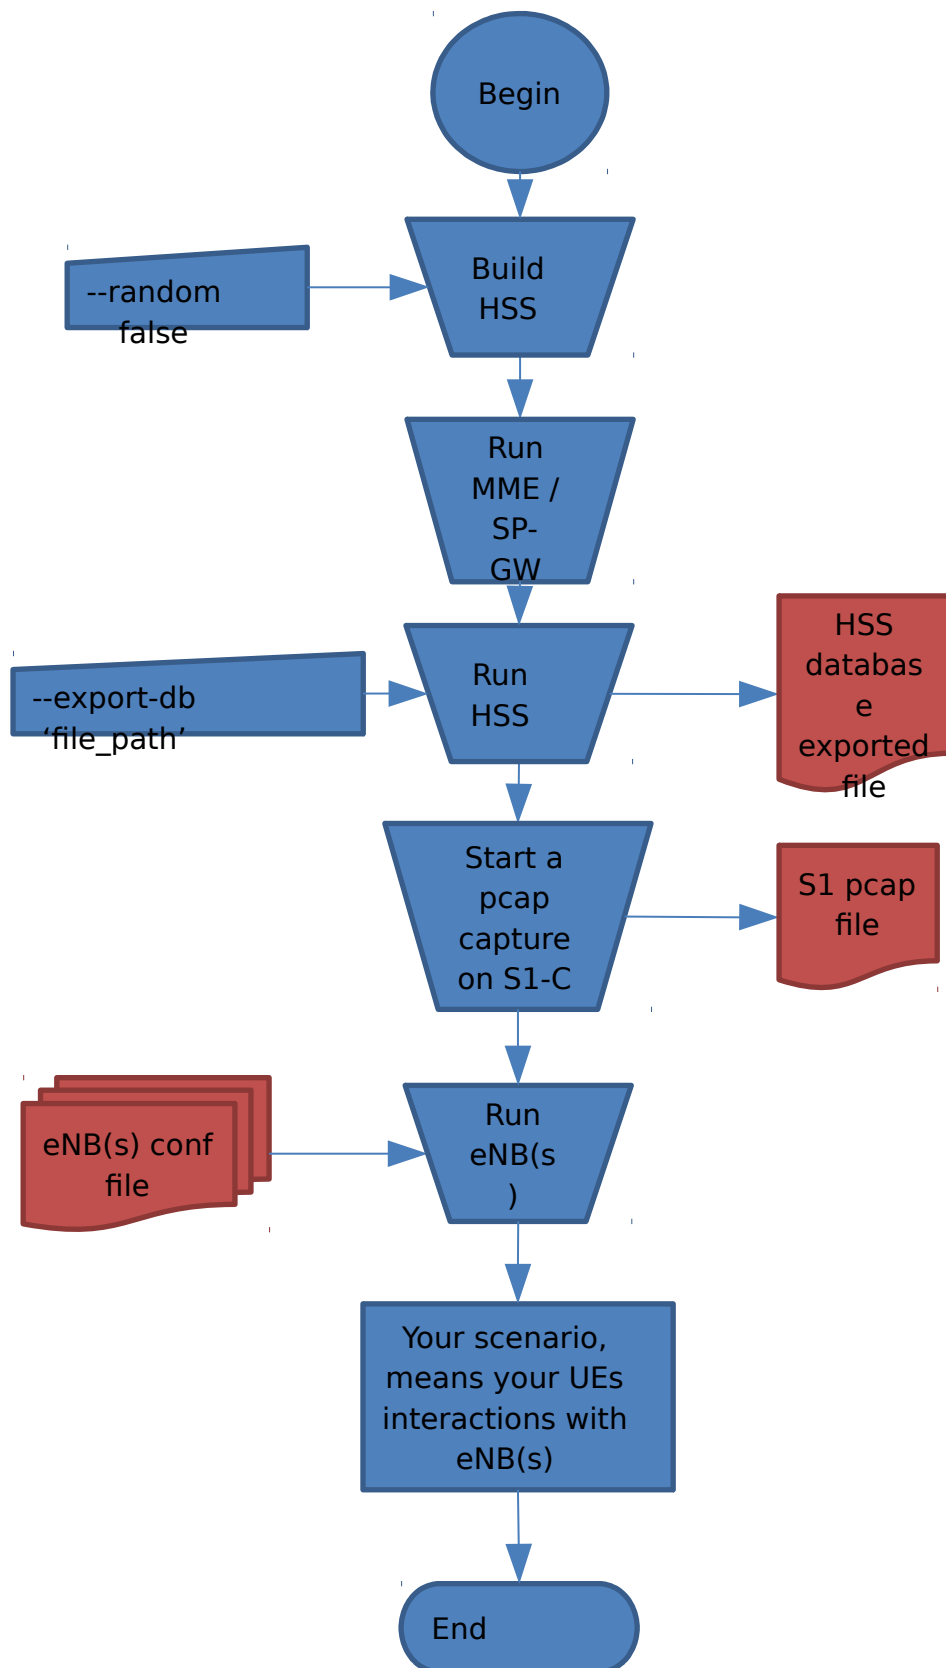 Begin
Build
HSS
--random
false
Run
MME /
SP-
GW
Run
HSS
--export-db
‘file_path’
HSS
databas
e
exported
file
Start a
pcap
capture
on S1-C
S1 pcap
file
Run
eNB(s
)
eNB(s) conf
file
Your scenario,
means your UEs
interactions with
eNB(s)
End